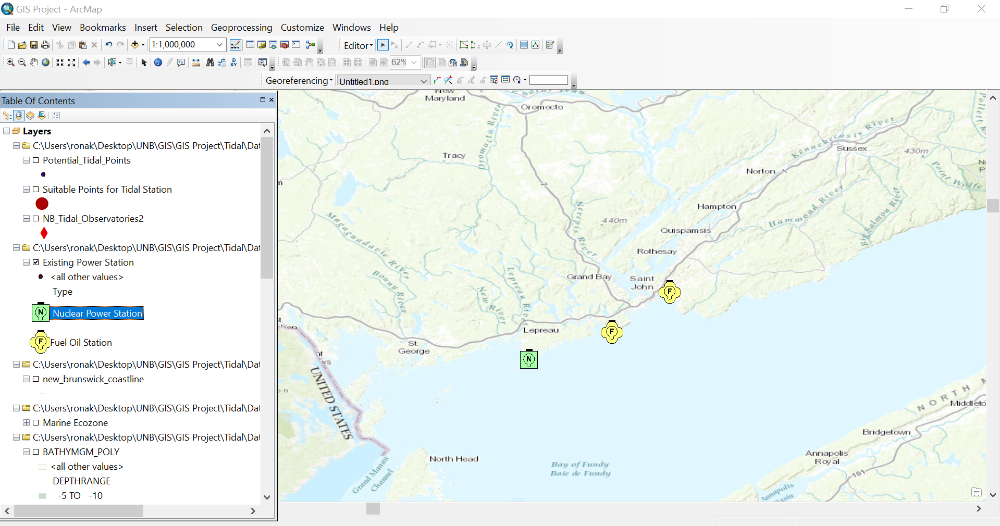 GIS Project - ArcMap
File Edit View Bookmarks Insert Selection Geoprocessing Customize Windows Help
1:1,000,000
Editor
62%
Georeferencing
Untitled1.png
Table Of Contents
Layers
C:\Users\ronak\Desktop\UNB\GIS\GIS Project\Tidal\Dat
Potential_Tidal_Points
Suitable Points for Tidal Station
NB_Tidal_Observatories2
C:\Users\ronak\Desktop\UNB\GIS\GIS Project\Tidal\Dat
Existing Power Station
<all other values>
Type
N Nuclear Power Station
F Fuel Oil Station
C:\Users\ronak\Desktop\UNB\GIS\GIS Project\Tidal\Dat
new_brunswick_coastline
C:\Users\ronak\Desktop\UNB\GIS\GIS Project\Tidal\Dat
Marine Ecozone
C:\Users\ronak\Desktop\UNB\GIS\GIS Project\Tidal\Dat
BATHYMGM_POLY
<all other values>
DEPTHRANGE
-5 TO -10
New
Maryland
Oromocto
Oromocto River
Tracy
7
Kennebecasis River
Sussex
430m
Point Wolfe
Norton
Hampton
Hammond River
Big Salmon River
Nerepis River
440m
Quispamsis
Rothesay
Magaguadavic River
Bonny River
New River
Lepreau River
Grand Bay
Saint
John
F
F
Lepreau
N
St.
George
UNITED STATES
North Head
Grand Manan
Channel
Bay of Fundy
Baie de Fundy
NORTH M
Middleto
Bridgetown
Annapolis
Royal
101
Annapolis
Basin